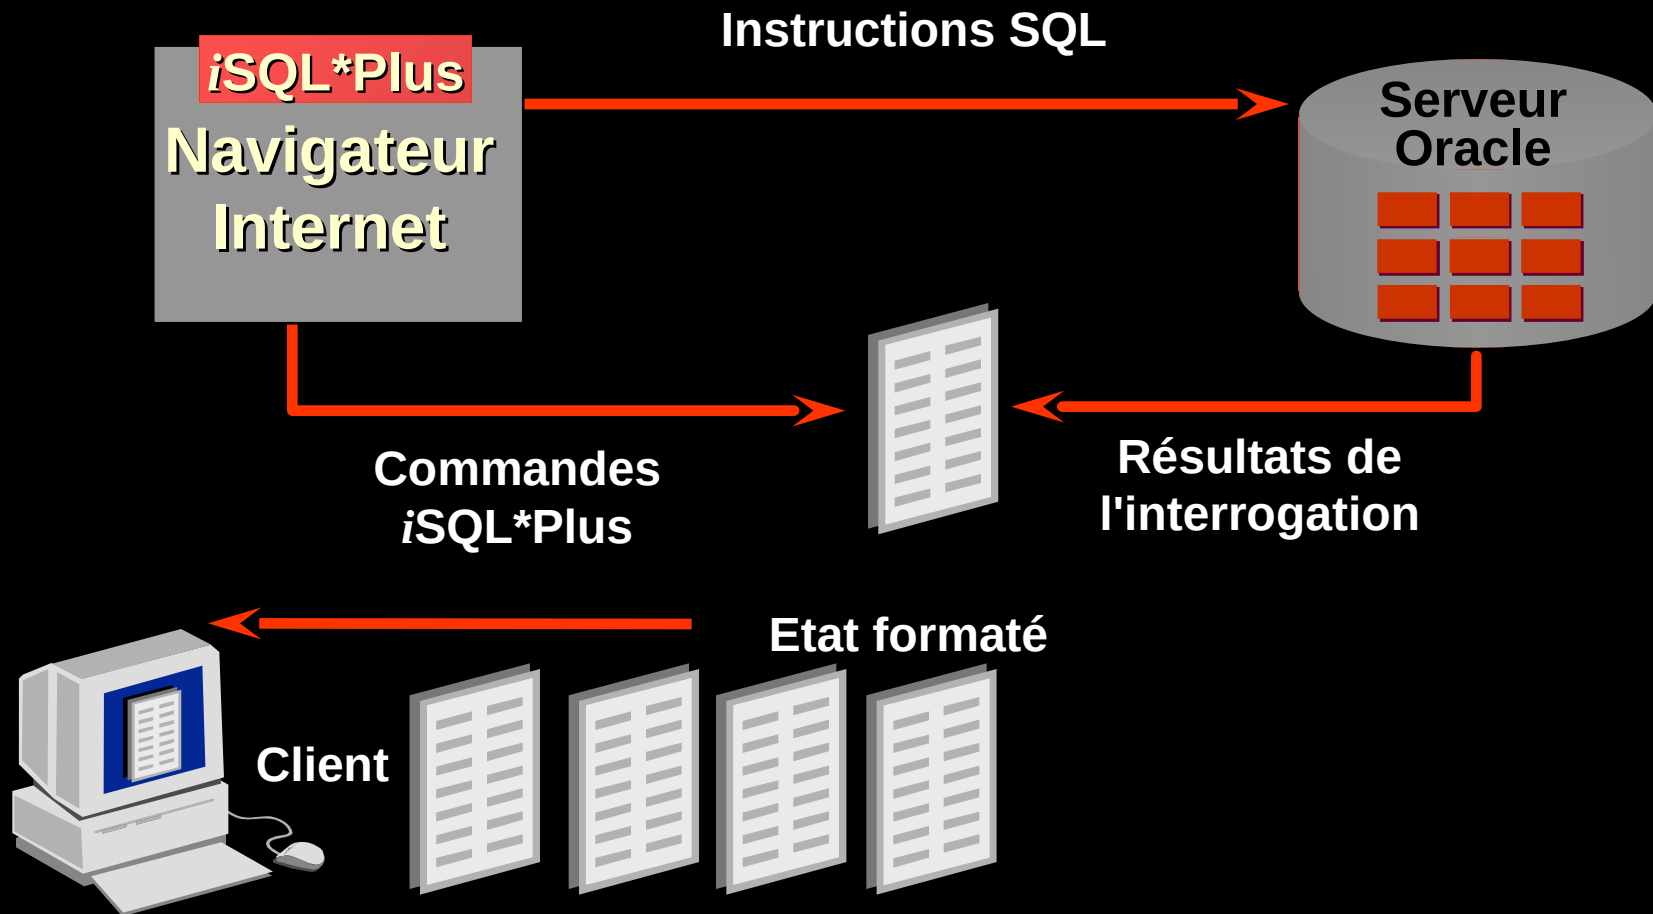 Instructions SQL
iSQL*Plus
Navigateur
Internet
Serveur
Oracle
Commandes
iSQL*Plus
Résultats de
l'interrogation
Etat formaté
Client